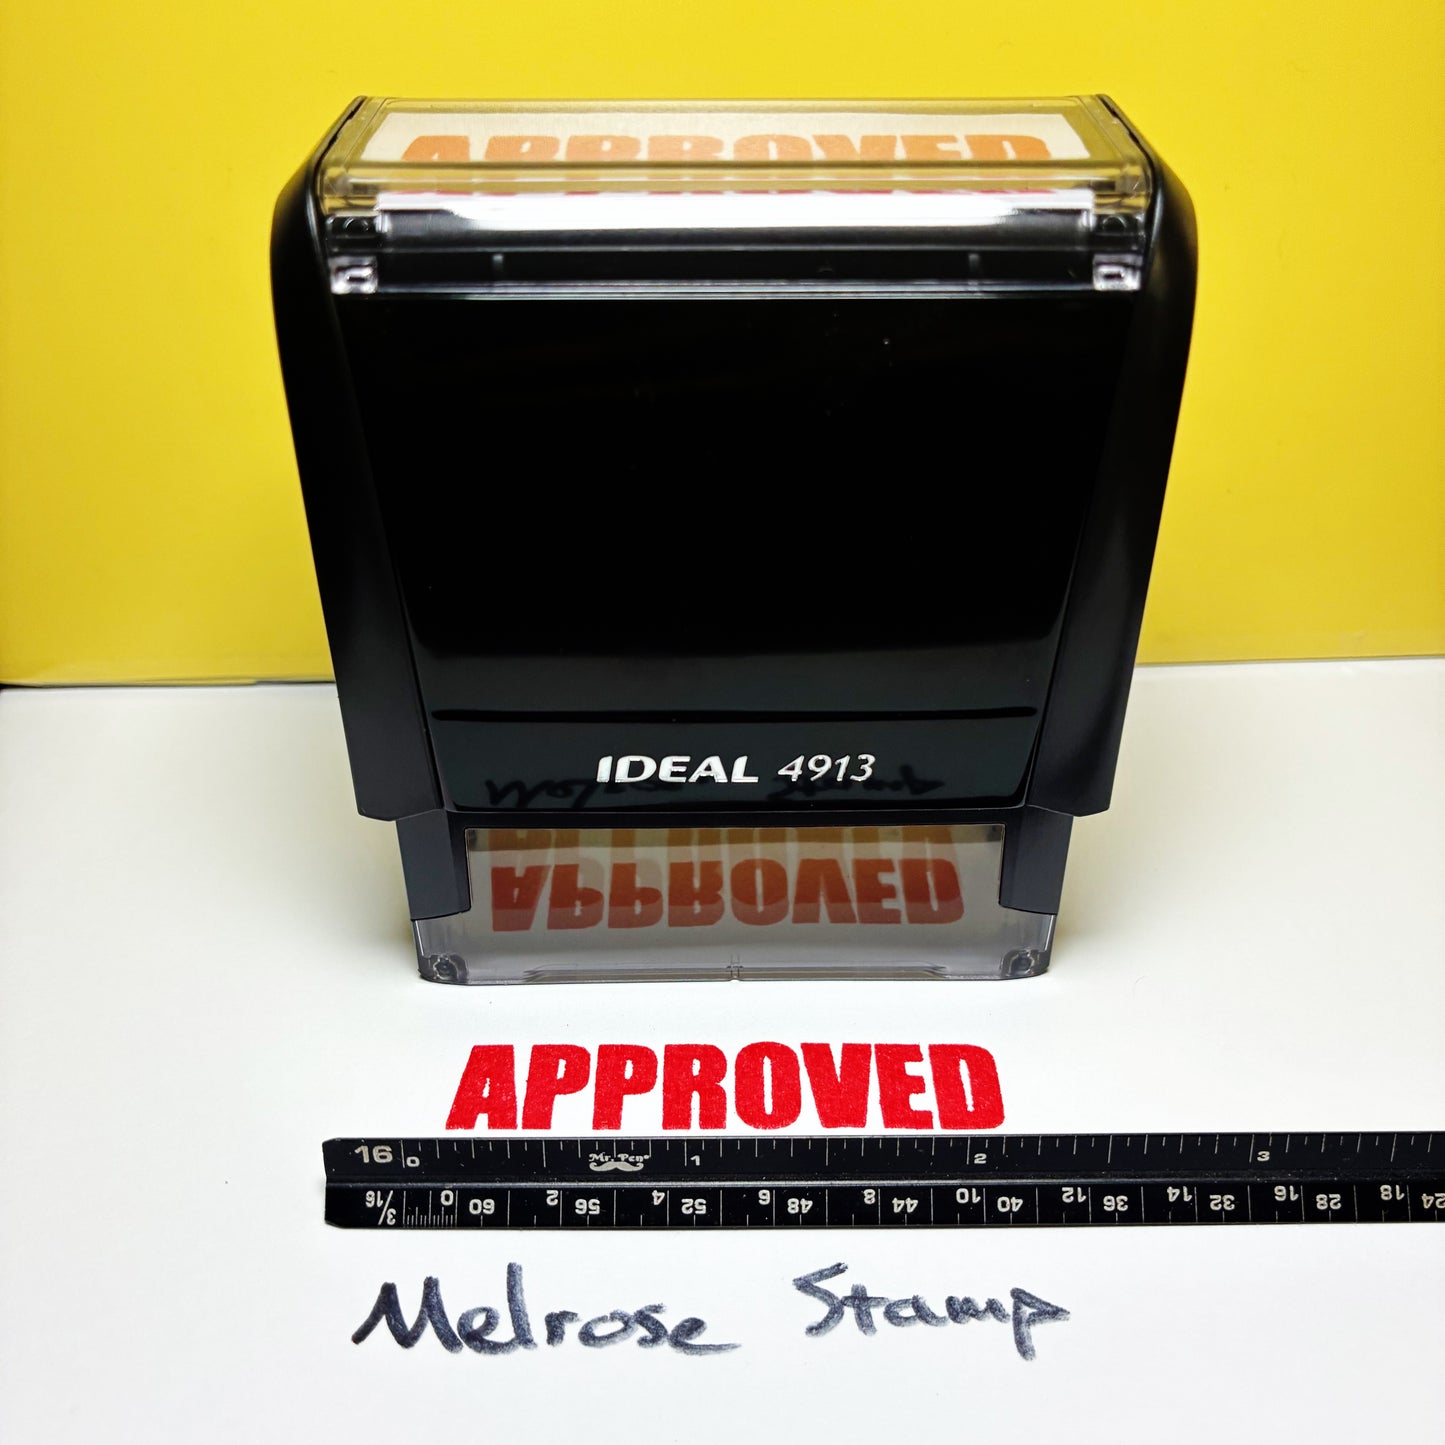 APPROVED
IDEAL 4913
APPROVED
APPROVED
16 0 Mr. Pen® 1 2 3
3/16 0 60 2 56 4 52 6 48 8 44 10 40 12 36 14 32 16 28 18 24
Melrose Stamp